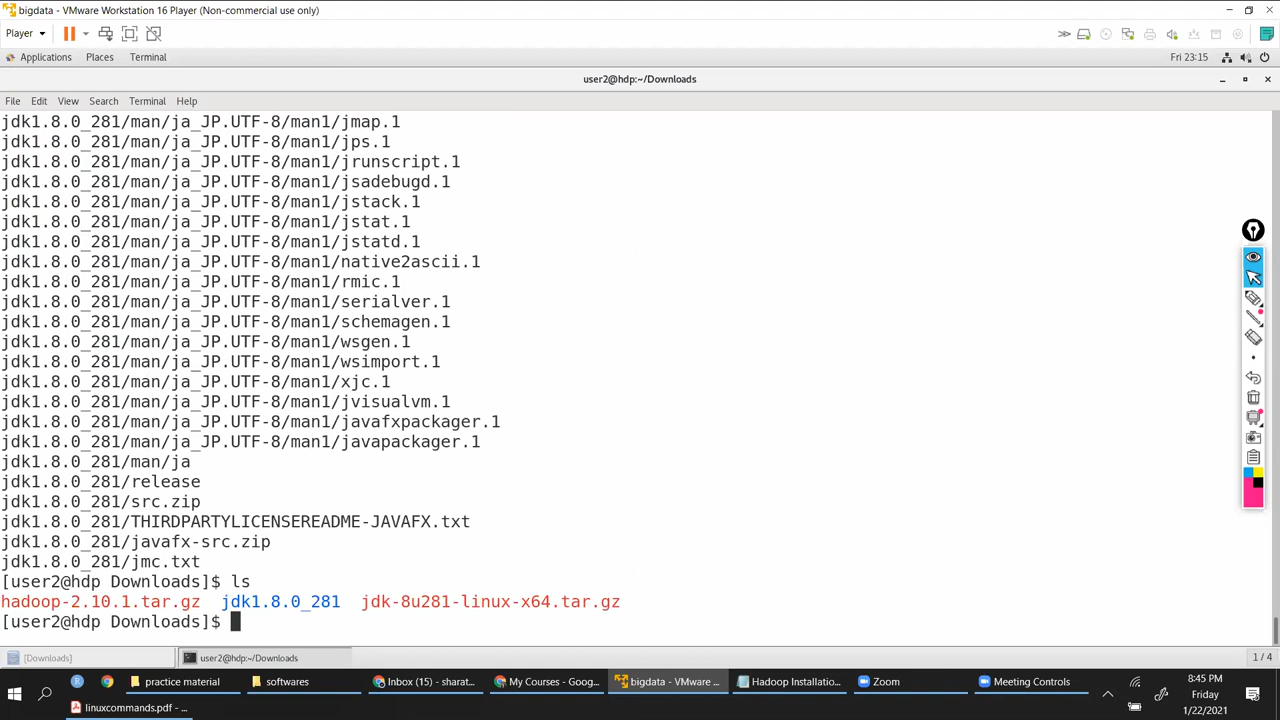 bigdata - VMware Workstation 16 Player (Non-commercial use only)
Player
Applications Places Terminal Fri 23:15
user2@hdp:~/Downloads
File Edit View Search Terminal Help
jdk1.8.0_281/man/ja_JP.UTF-8/man1/jmap.1
jdk1.8.0_281/man/ja_JP.UTF-8/man1/jps.1
jdk1.8.0_281/man/ja_JP.UTF-8/man1/jrunscript.1
jdk1.8.0_281/man/ja_JP.UTF-8/man1/jsadebugd.1
jdk1.8.0_281/man/ja_JP.UTF-8/man1/jstack.1
jdk1.8.0_281/man/ja_JP.UTF-8/man1/jstat.1
jdk1.8.0_281/man/ja_JP.UTF-8/man1/jstatd.1
jdk1.8.0_281/man/ja_JP.UTF-8/man1/native2ascii.1
jdk1.8.0_281/man/ja_JP.UTF-8/man1/rmic.1
jdk1.8.0_281/man/ja_JP.UTF-8/man1/serialver.1
jdk1.8.0_281/man/ja_JP.UTF-8/man1/schemagen.1
jdk1.8.0_281/man/ja_JP.UTF-8/man1/wsgen.1
jdk1.8.0_281/man/ja_JP.UTF-8/man1/wsimport.1
jdk1.8.0_281/man/ja_JP.UTF-8/man1/xjc.1
jdk1.8.0_281/man/ja_JP.UTF-8/man1/jvisualvm.1
jdk1.8.0_281/man/ja_JP.UTF-8/man1/javafxpackager.1
jdk1.8.0_281/man/ja_JP.UTF-8/man1/javapackager.1
jdk1.8.0_281/man/ja
jdk1.8.0_281/release
jdk1.8.0_281/src.zip
jdk1.8.0_281/THIRDPARTYLICENSEREADME-JAVAFX.txt
jdk1.8.0_281/javafx-src.zip
jdk1.8.0_281/jmc.txt
[user2@hdp Downloads]$ ls
hadoop-2.10.1.tar.gz jdk1.8.0_281 jdk-8u281-linux-x64.tar.gz
[user2@hdp Downloads]$
[Downloads] user2@hdp:~/Downloads 1 / 4
practice material softwares Inbox (15) - sharat... My Courses - Goog... bigdata - VMware ... Hadoop Installatio... Zoom Meeting Controls
8:45 PM
Friday
1/22/2021
linuxcommands.pdf - ...